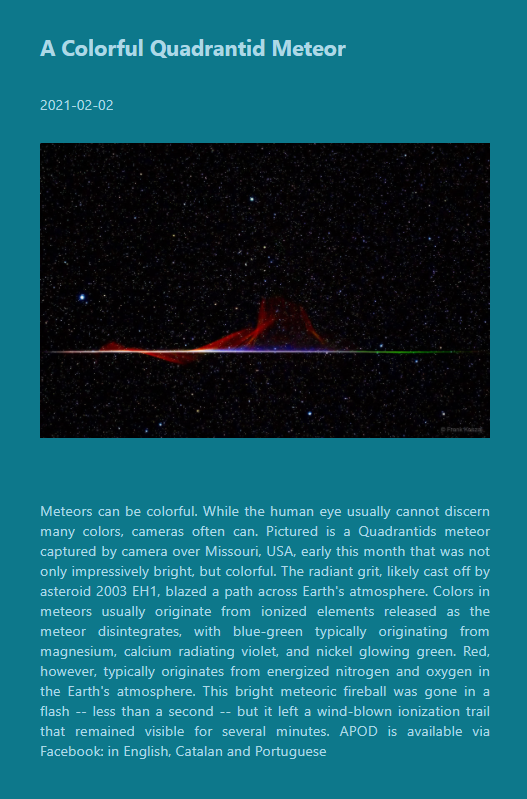 A Colorful Quadrantid Meteor
2021-02-02
Meteors can be colorful. While the human eye usually cannot discern
many colors, cameras often can. Pictured is a Quadrantids meteor
captured by camera over Missouri, USA, early this month that was not
only impressively bright, but colorful. The radiant grit, likely cast off by
asteroid 2003 EH1, blazed a path across Earth's atmosphere. Colors in
meteors usually originate from ionized elements released as the
meteor disintegrates, with blue-green typically originating from
magnesium, calcium radiating violet, and nickel glowing green. Red,
however, typically originates from energized nitrogen and oxygen in
the Earth's atmosphere. This bright meteoric fireball was gone in a
flash -- less than a second -- but it left a wind-blown ionization trail
that remained visible for several minutes. APOD is available via
Facebook: in English, Catalan and Portuguese